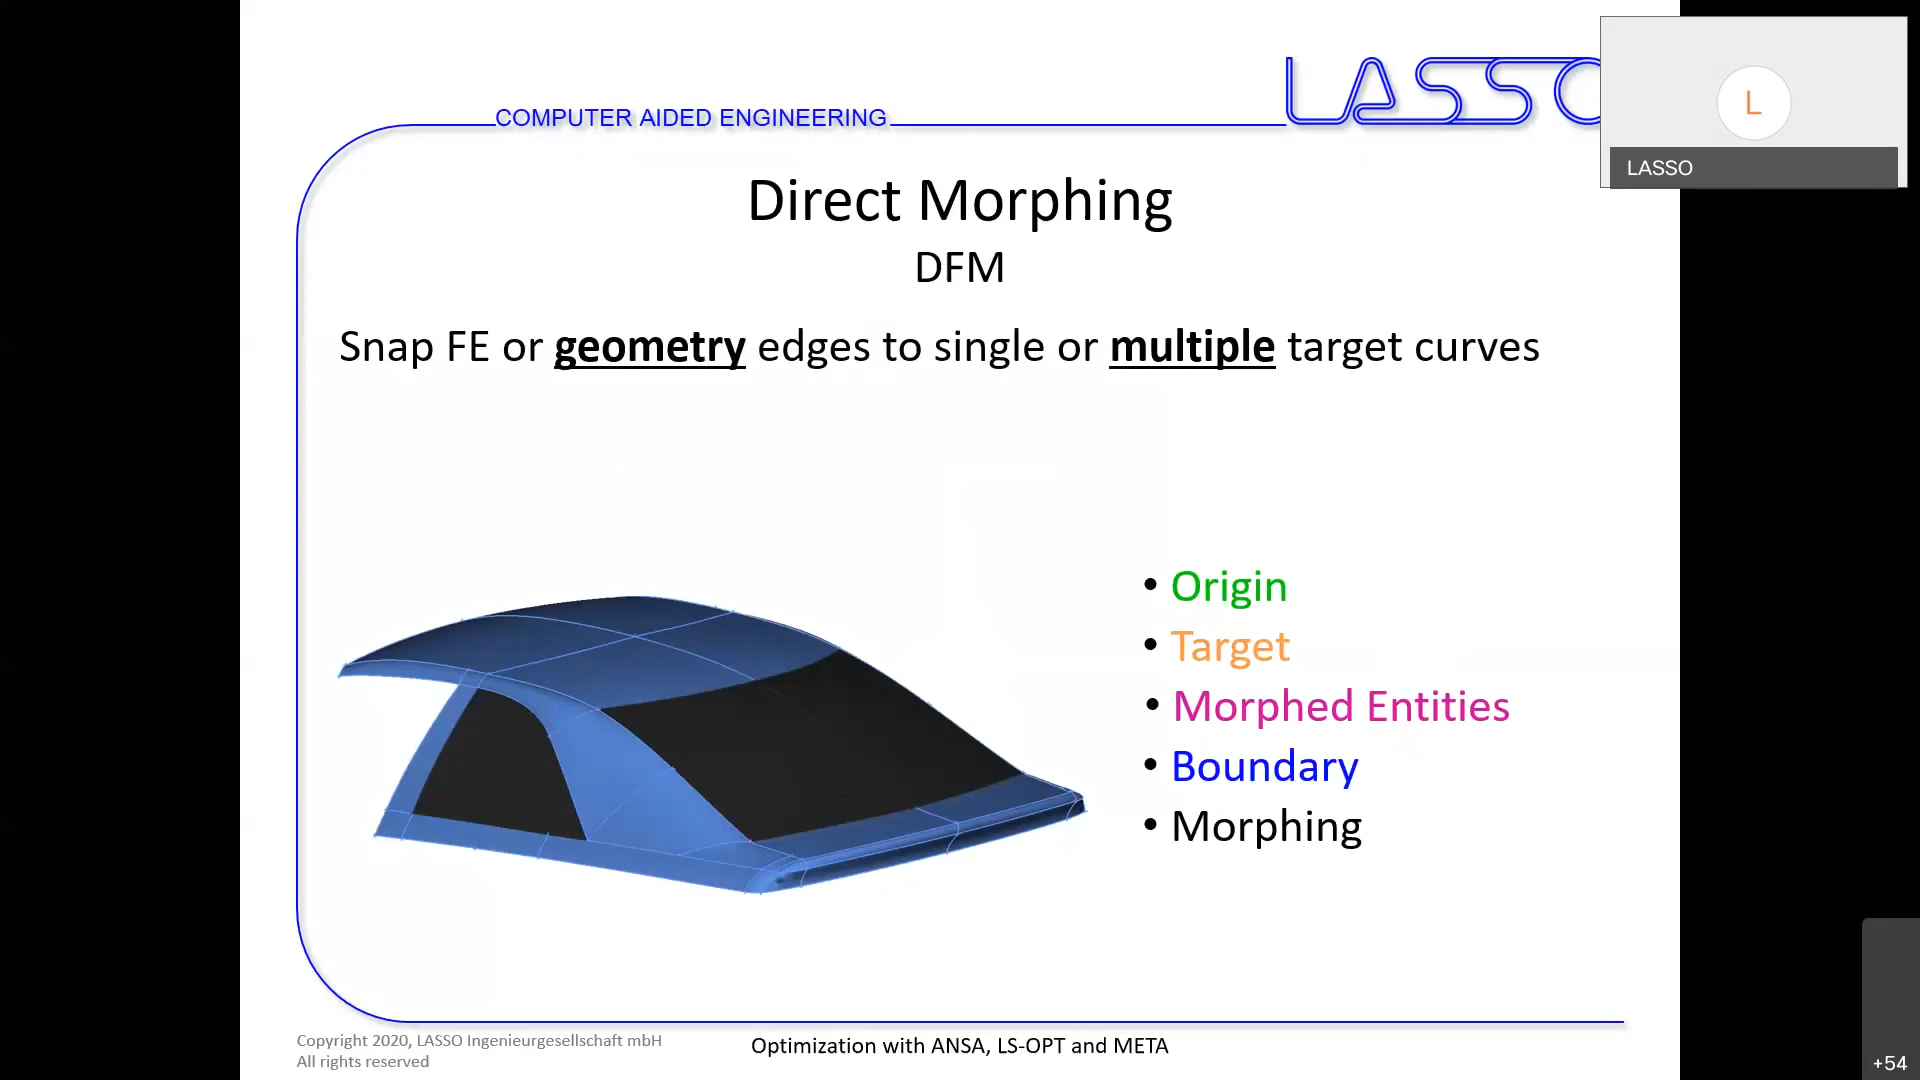 LASSO
L
LASSO
COMPUTER AIDED ENGINEERING
Direct Morphing
DFM
Snap FE or geometry edges to single or multiple target curves
• Origin
• Target
• Morphed Entities
• Boundary
• Morphing
Copyright 2020, LASSO Ingenieurgesellschaft mbH
All rights reserved
Optimization with ANSA, LS-OPT and META
+54